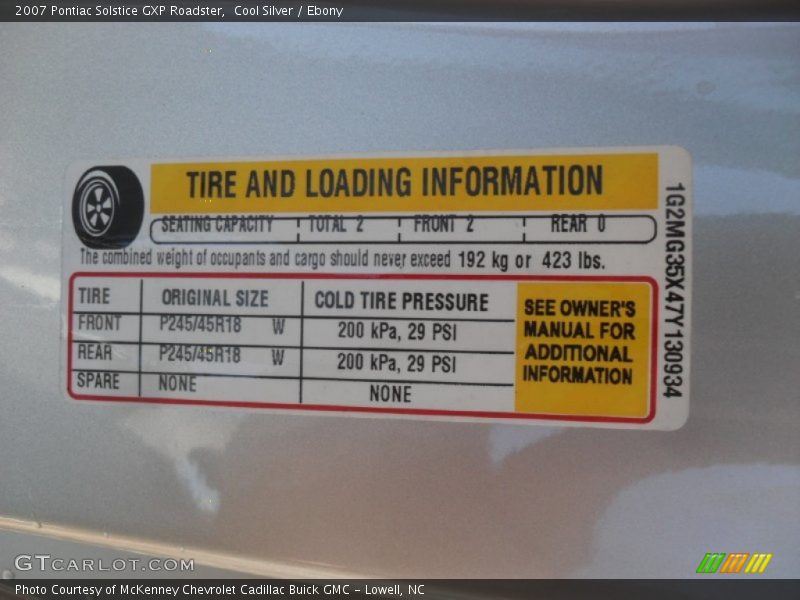 2007 Pontiac Solstice GXP Roadster,  Cool Silver / Ebony
TIRE AND LOADING INFORMATION
SEATING CAPACITY TOTAL 2 FRONT 2 REAR 0
The combined weight of occupants and cargo should never exceed 192 kg or 423 lbs.
TIRE ORIGINAL SIZE COLD TIRE PRESSURE
FRONT P245/45R18 W 200 kPa, 29 PSI
REAR P245/45R18 W 200 kPa, 29 PSI
SPARE NONE NONE
SEE OWNER'S
MANUAL FOR
ADDITIONAL
INFORMATION
1G2MG35X47Y130934
GTCARLOT.COM
Photo Courtesy of McKenney Chevrolet Cadillac Buick GMC - Lowell, NC